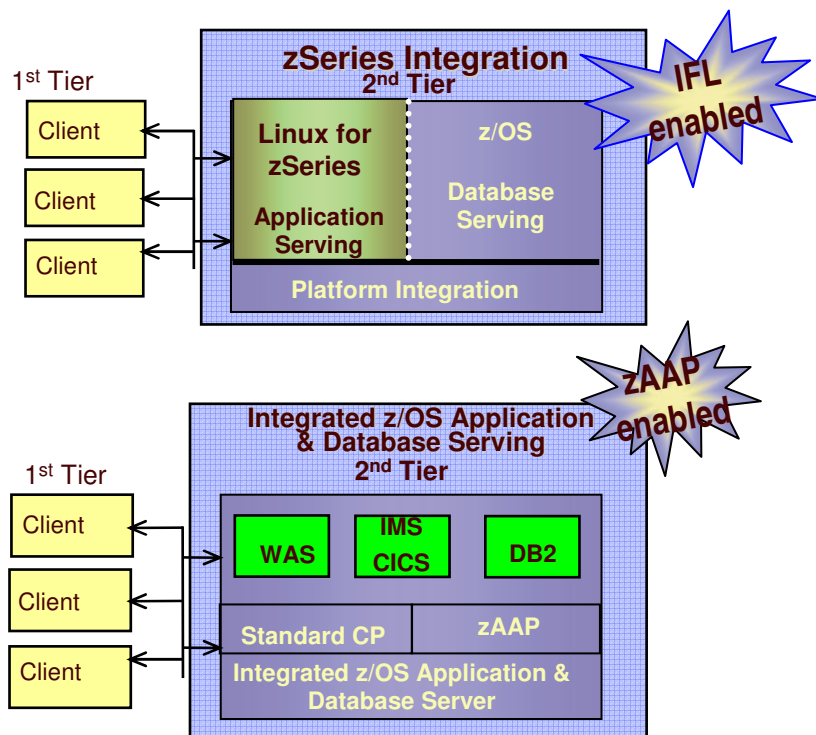 zSeries Integration
2nd Tier
IFL
enabled
1st Tier
Client
Client
Client
Linux for
zSeries
Application
Serving
z/OS
Database
Serving
Platform Integration
zAAP
enabled
Integrated z/OS Application
& Database Serving
2nd Tier
1st Tier
Client
Client
Client
WAS
IMS
CICS
DB2
Standard CP
zAAP
Integrated z/OS Application &
Database Server